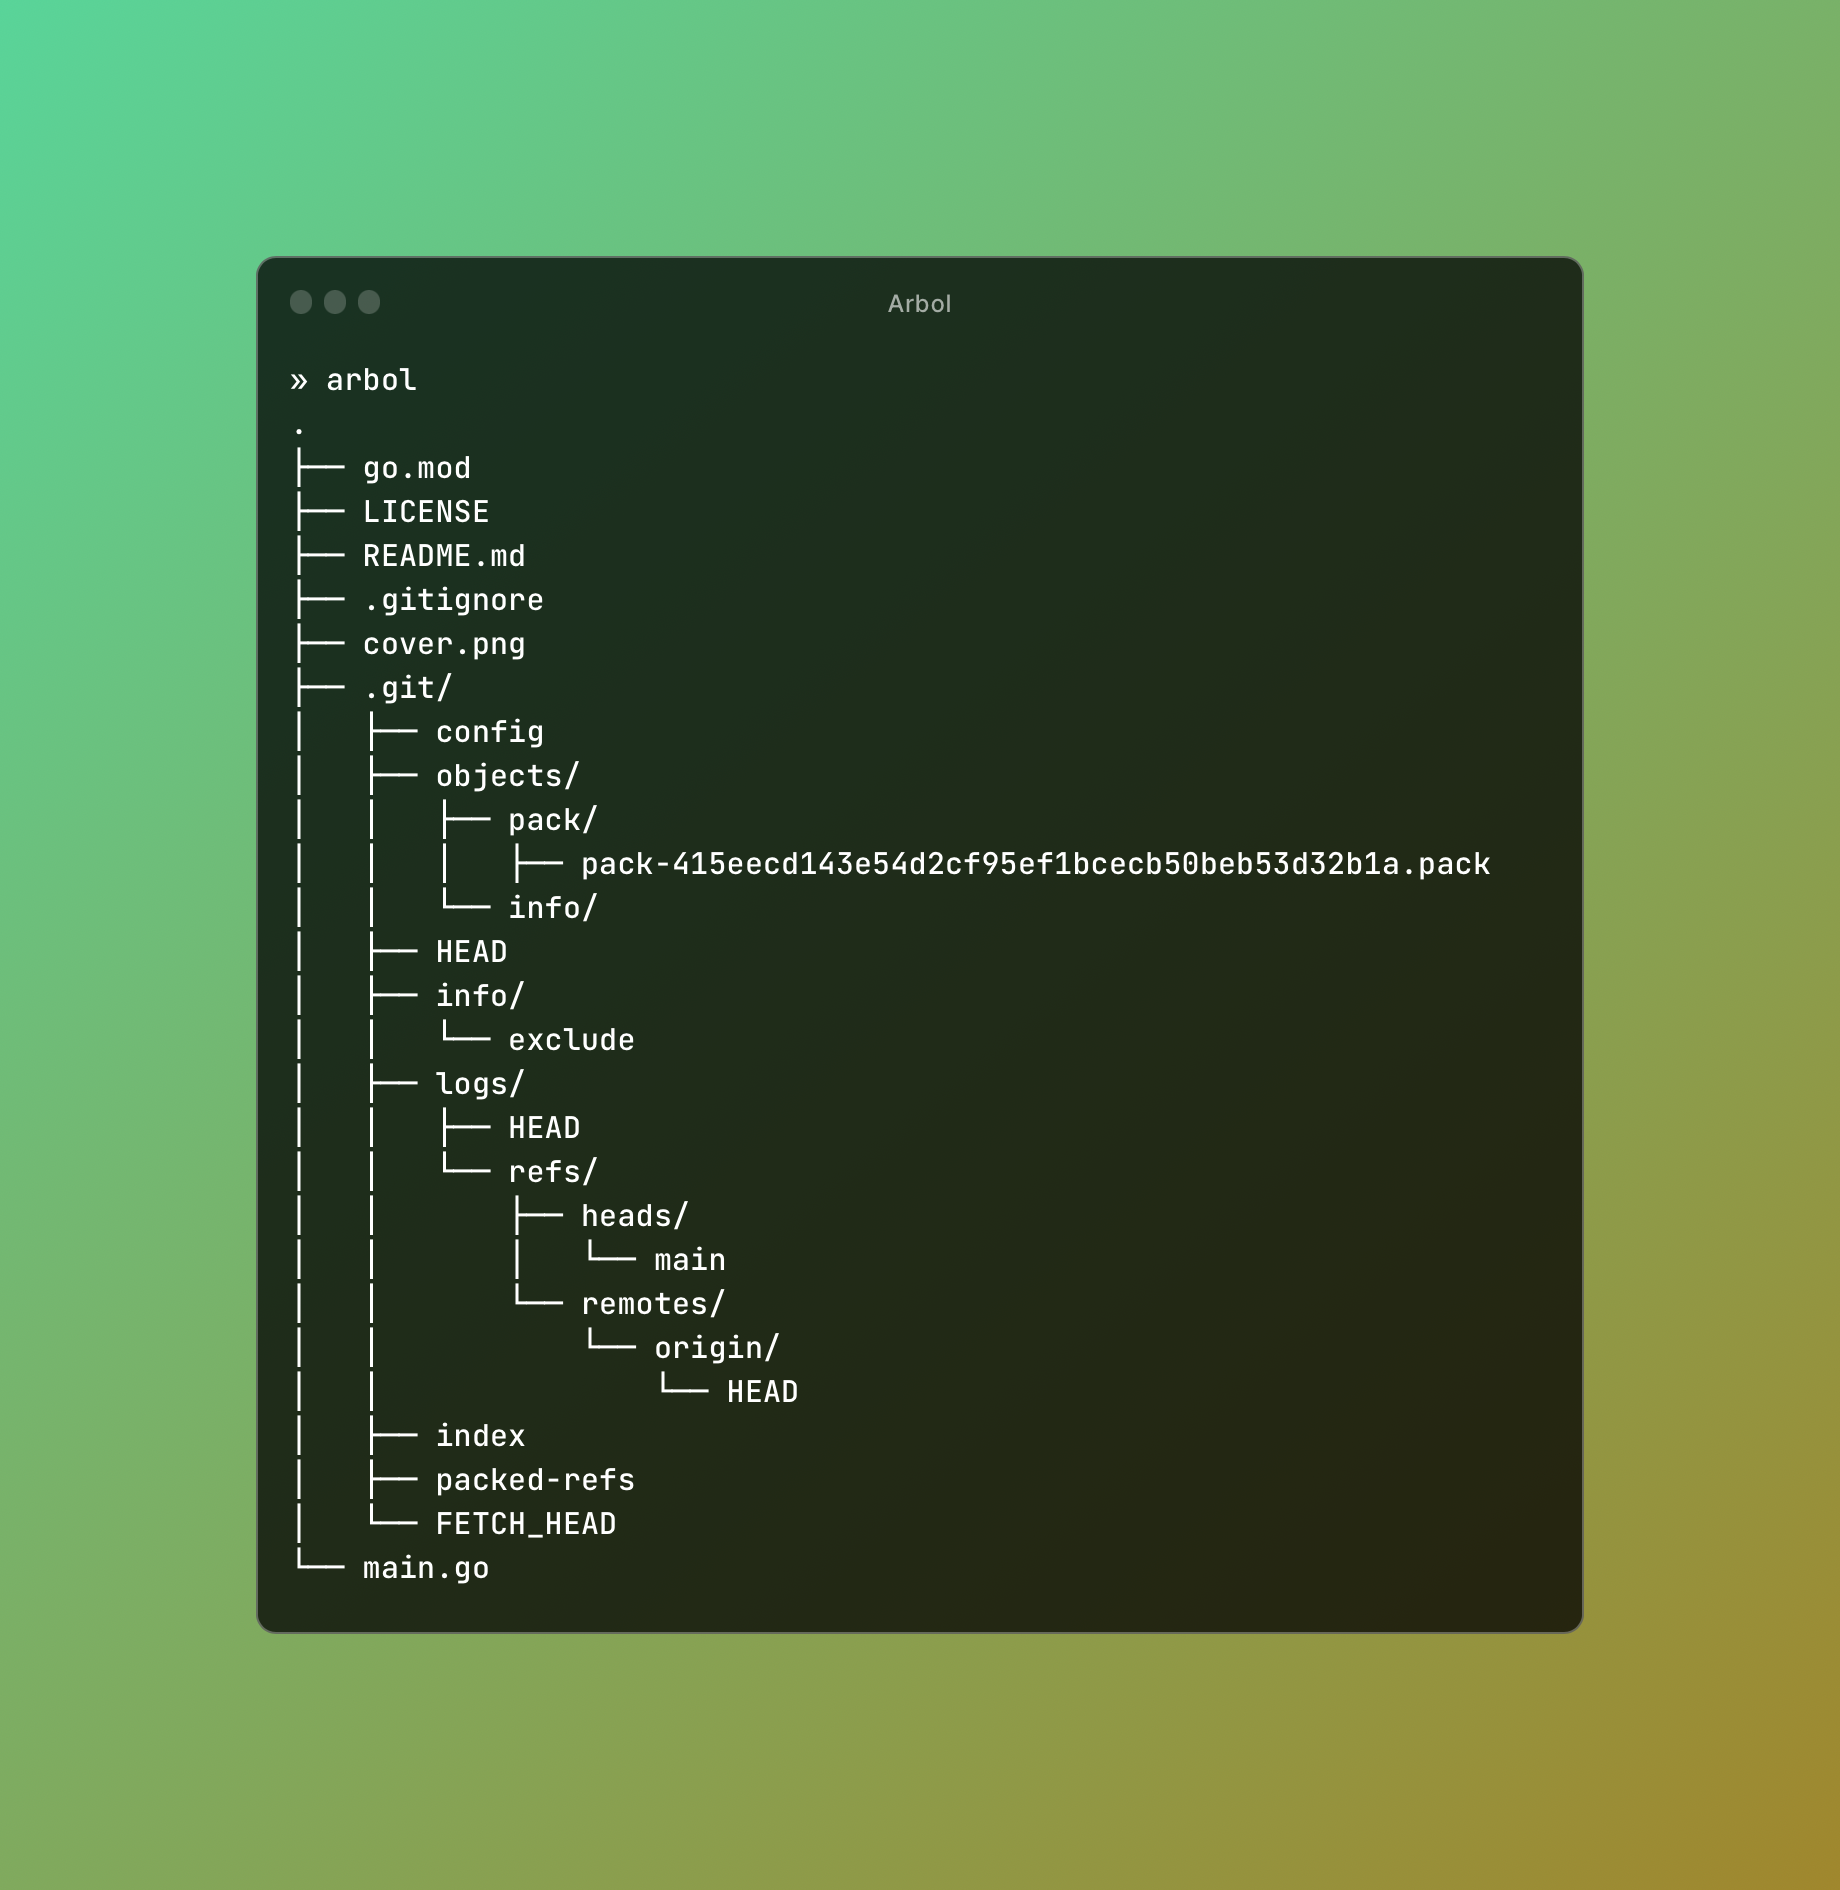 Arbol
» arbol
.
├── go.mod
├── LICENSE
├── README.md
├── .gitignore
├── cover.png
├── .git/
│   ├── config
│   ├── objects/
│   │   ├── pack/
│   │   │   ├── pack-415eecd143e54d2cf95ef1bcecb50beb53d32b1a.pack
│   │   └── info/
│   ├── HEAD
│   ├── info/
│   │   └── exclude
│   ├── logs/
│   │   ├── HEAD
│   │   └── refs/
│   │       ├── heads/
│   │       │   └── main
│   │       └── remotes/
│   │           └── origin/
│   │               └── HEAD
│   ├── index
│   ├── packed-refs
│   └── FETCH_HEAD
└── main.go